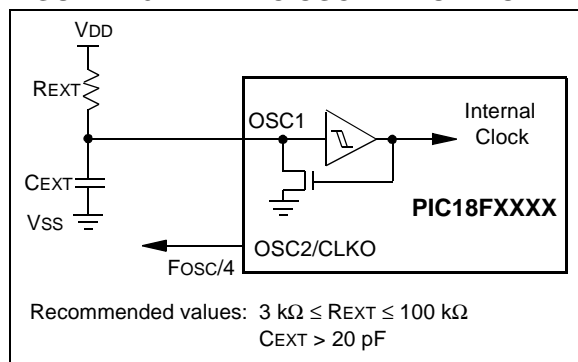 VDD
REXT
OSC1
Internal
Clock
CEXT
PIC18FXXXX
VSS
OSC2/CLKO
FOSC/4
Recommended values: 3 kΩ ≤ REXT ≤ 100 kΩ
CEXT > 20 pF